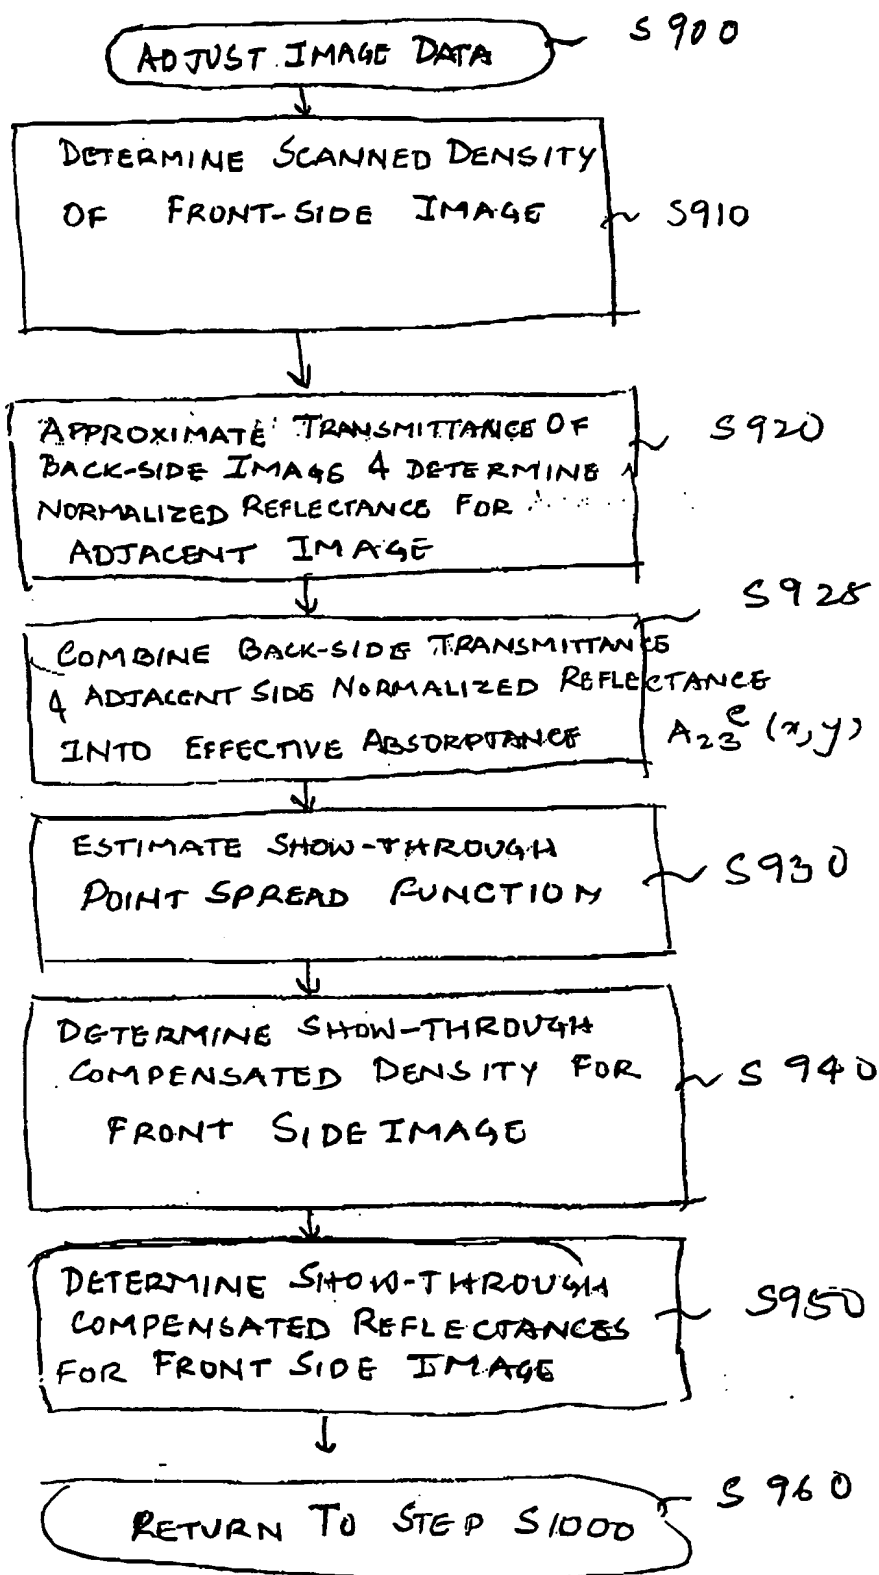 ADJUST IMAGE DATA S900
DETERMINE SCANNED DENSITY
OF FRONT-SIDE IMAGE S910
APPROXIMATE TRANSMITTANCE OF S920
BACK-SIDE IMAGE & DETERMINE
NORMALIZED REFLECTANCE FOR
ADJACENT IMAGE
S925
COMBINE BACK-SIDE TRANSMITTANCE
& ADJACENT SIDE NORMALIZED REFLECTANCE
INTO EFFECTIVE ABSORPTANCE A₂₃ᵉ (x,y)
ESTIMATE SHOW-THROUGH
POINT SPREAD FUNCTION S930
DETERMINE SHOW-THROUGH
COMPENSATED DENSITY FOR S940
FRONT SIDE IMAGE
DETERMINE SHOW-THROUGH
COMPENSATED REFLECTANCES S950
FOR FRONT SIDE IMAGE
RETURN TO STEP S1000 S960